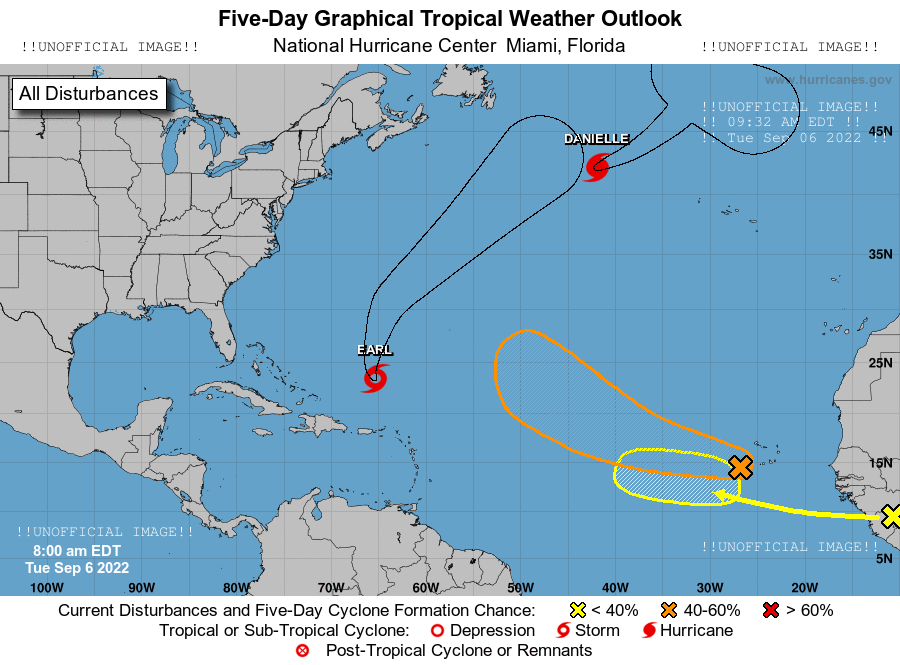 Five-Day Graphical Tropical Weather Outlook
!!UNOFFICIAL IMAGE!! National Hurricane Center Miami, Florida !!UNOFFICIAL IMAGE!!
www.hurricanes.gov
All Disturbances
!!UNOFFICIAL IMAGE!!
!! 09:32 AM EDT !!
!! Tue Sep 06 2022 !!
45N
DANIELLE
35N
EARL
25N
15N
!!UNOFFICIAL IMAGE!!
!!UNOFFICIAL IMAGE!!
8:00 am EDT
5N
Tue Sep 6 2022
100W 90W 80W 70W 60W 50W 40W 30W 20W
Current Disturbances and Five-Day Cyclone Formation Chance: < 40% 40-60% > 60%
Tropical or Sub-Tropical Cyclone: Depression Storm Hurricane
Post-Tropical Cyclone or Remnants